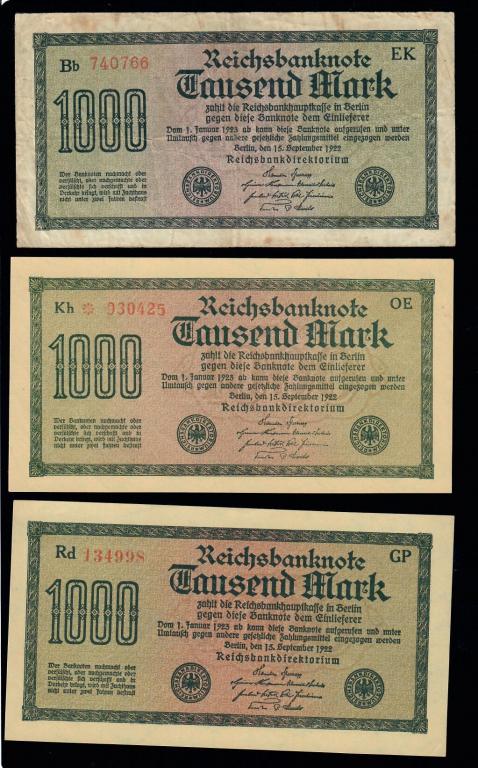 Bb 740766
EK
Reichsbanknote
Tausend Mark
1000
zahlt die Reichsbankhauptkasse in Berlin
gegen diese Banknote dem Einlieferer
Vom 1. Januar 1923 ab kann diese Banknote aufgerufen und unter
Umtausch gegen andere gesetzliche Zahlungsmittel eingezogen werden
Berlin, den 15. September 1922
Reichsbankdirektorium
Wer Banknoten nachmacht oder
verfälscht, oder nachgemachte oder
verfälschte sich verschafft und in
Verkehr bringt, wird mit Zuchthaus
nicht unter zwei Jahren bestraft
Kh * 030425
OE
Reichsbanknote
Tausend Mark
1000
zahlt die Reichsbankhauptkasse in Berlin
gegen diese Banknote dem Einlieferer
Vom 1. Januar 1923 ab kann diese Banknote aufgerufen und unter
Umtausch gegen andere gesetzliche Zahlungsmittel eingezogen werden
Berlin, den 15. September 1922
Reichsbankdirektorium
Wer Banknoten nachmacht oder
verfälscht, oder nachgemachte oder
verfälschte sich verschafft und in
Verkehr bringt, wird mit Zuchthaus
nicht unter zwei Jahren bestraft
Rd 134998
GP
Reichsbanknote
Tausend Mark
1000
zahlt die Reichsbankhauptkasse in Berlin
gegen diese Banknote dem Einlieferer
Vom 1. Januar 1923 ab kann diese Banknote aufgerufen und unter
Umtausch gegen andere gesetzliche Zahlungsmittel eingezogen werden
Berlin, den 15. September 1922
Reichsbankdirektorium
Wer Banknoten nachmacht oder
verfälscht, oder nachgemachte oder
verfälschte sich verschafft und in
Verkehr bringt, wird mit Zuchthaus
nicht unter zwei Jahren bestraft